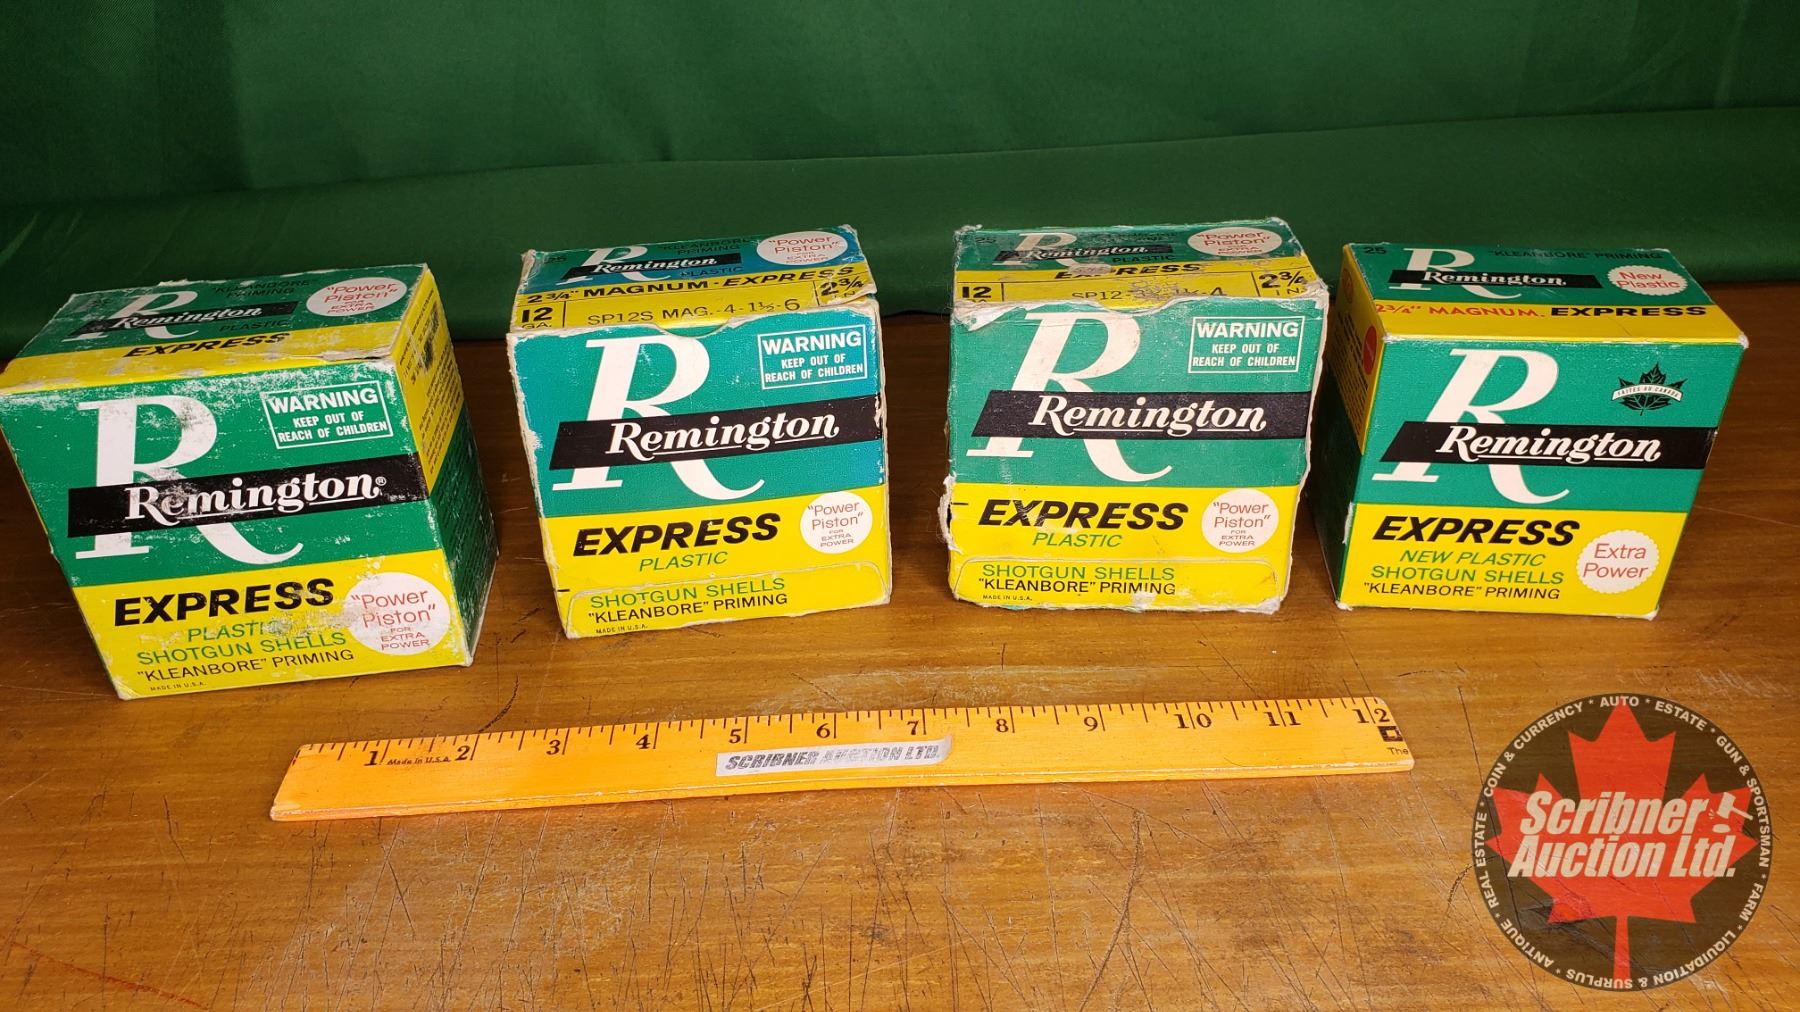 25 "KLEANBORE" PRIMING
R
Remington
PLASTIC
EXPRESS
"Power Piston" FOR EXTRA POWER
R
WARNING
KEEP OUT OF
REACH OF CHILDREN
Remington®
EXPRESS
PLASTIC
SHOTGUN SHELLS
"KLEANBORE" PRIMING
MADE IN U.S.A.
"Power
Piston"
FOR
EXTRA
POWER
25 "KLEANBORE" PRIMING
R
Remington
PLASTIC
"Power
Piston"
FOR
EXTRA
POWER
2 3/4" MAGNUM-EXPRESS
12
GA.
SP12S MAG.-4-1½-6
2 3/4
IN.
R
WARNING
KEEP OUT OF
REACH OF CHILDREN
Remington
EXPRESS
PLASTIC
"Power
Piston"
FOR
EXTRA
POWER
SHOTGUN SHELLS
"KLEANBORE" PRIMING
MADE IN U.S.A.
25
R
Remington
PLASTIC
"Power
Piston"
EXPRESS
12
2 3/4
R
WARNING
KEEP OUT OF
REACH OF CHILDREN
Remington
EXPRESS
PLASTIC
"Power
Piston"
FOR
EXTRA
POWER
SHOTGUN SHELLS
"KLEANBORE" PRIMING
MADE IN U.S.A.
25 R "KLEANBORE" PRIMING
Remington
New
Plastic
2 3/4" MAGNUM. EXPRESS
R
Remington
EXPRESS
NEW PLASTIC
SHOTGUN SHELLS
"KLEANBORE" PRIMING
Extra
Power
1 2 3 4 5 6 7 8 9 10 11 12
Made in U.S.A.
SCRIBNER AUCTION LTD.
The
COIN & CURRENCY * AUTO * ESTATE * GUN & SPORTSMAN * FARM * LIQUIDATION & SURPLUS * ANTIQUE * REAL ESTATE *
Scribner
Auction Ltd.